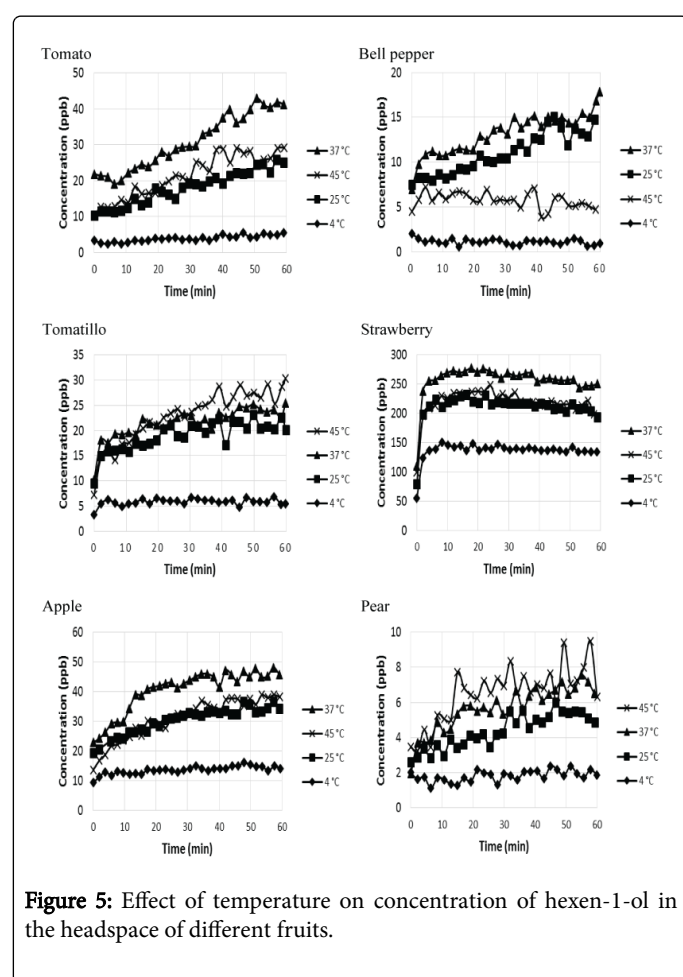 Tomato
50
40
30
20
10
0
Concentration (ppb)
0 10 20 30 40 50 60
Time (min)
37 °C
45 °C
25 °C
4 °C
Bell pepper
20
15
10
5
0
Concentration (ppb)
0 10 20 30 40 50 60
Time (min)
37 °C
25 °C
45 °C
4 °C
Tomatillo
35
30
25
20
15
10
5
0
Concentration (ppb)
0 10 20 30 40 50 60
Time (min)
45 °C
37 °C
25 °C
4 °C
Strawberry
300
250
200
150
100
50
0
Concentration (ppb)
0 10 20 30 40 50 60
TIme (min)
37 °C
45 °C
25 °C
4 °C
Apple
60
50
40
30
20
10
0
Concentration (ppb)
0 10 20 30 40 50 60
Time (min)
37 °C
45 °C
25 °C
4 °C
Pear
10
8
6
4
2
0
Concentration (ppb)
0 10 20 30 40 50 60
Time (min)
45 °C
37 °C
25 °C
4 °C
Figure 5: Effect of temperature on concentration of hexen-1-ol in
the headspace of different fruits.